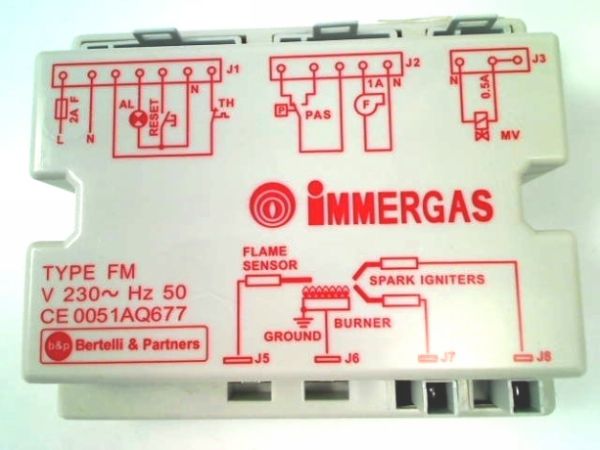 J1
2A F
L
N
AL
RESET
TH
J2
P
PAS
1A
F
N
J3
N
0.5A
MV
IMMERGAS
TYPE FM
V 230~ Hz 50
CE 0051AQ677
b&p Bertelli & Partners
FLAME
SENSOR
SPARK IGNITERS
GROUND
BURNER
J5
J6
J7
J8